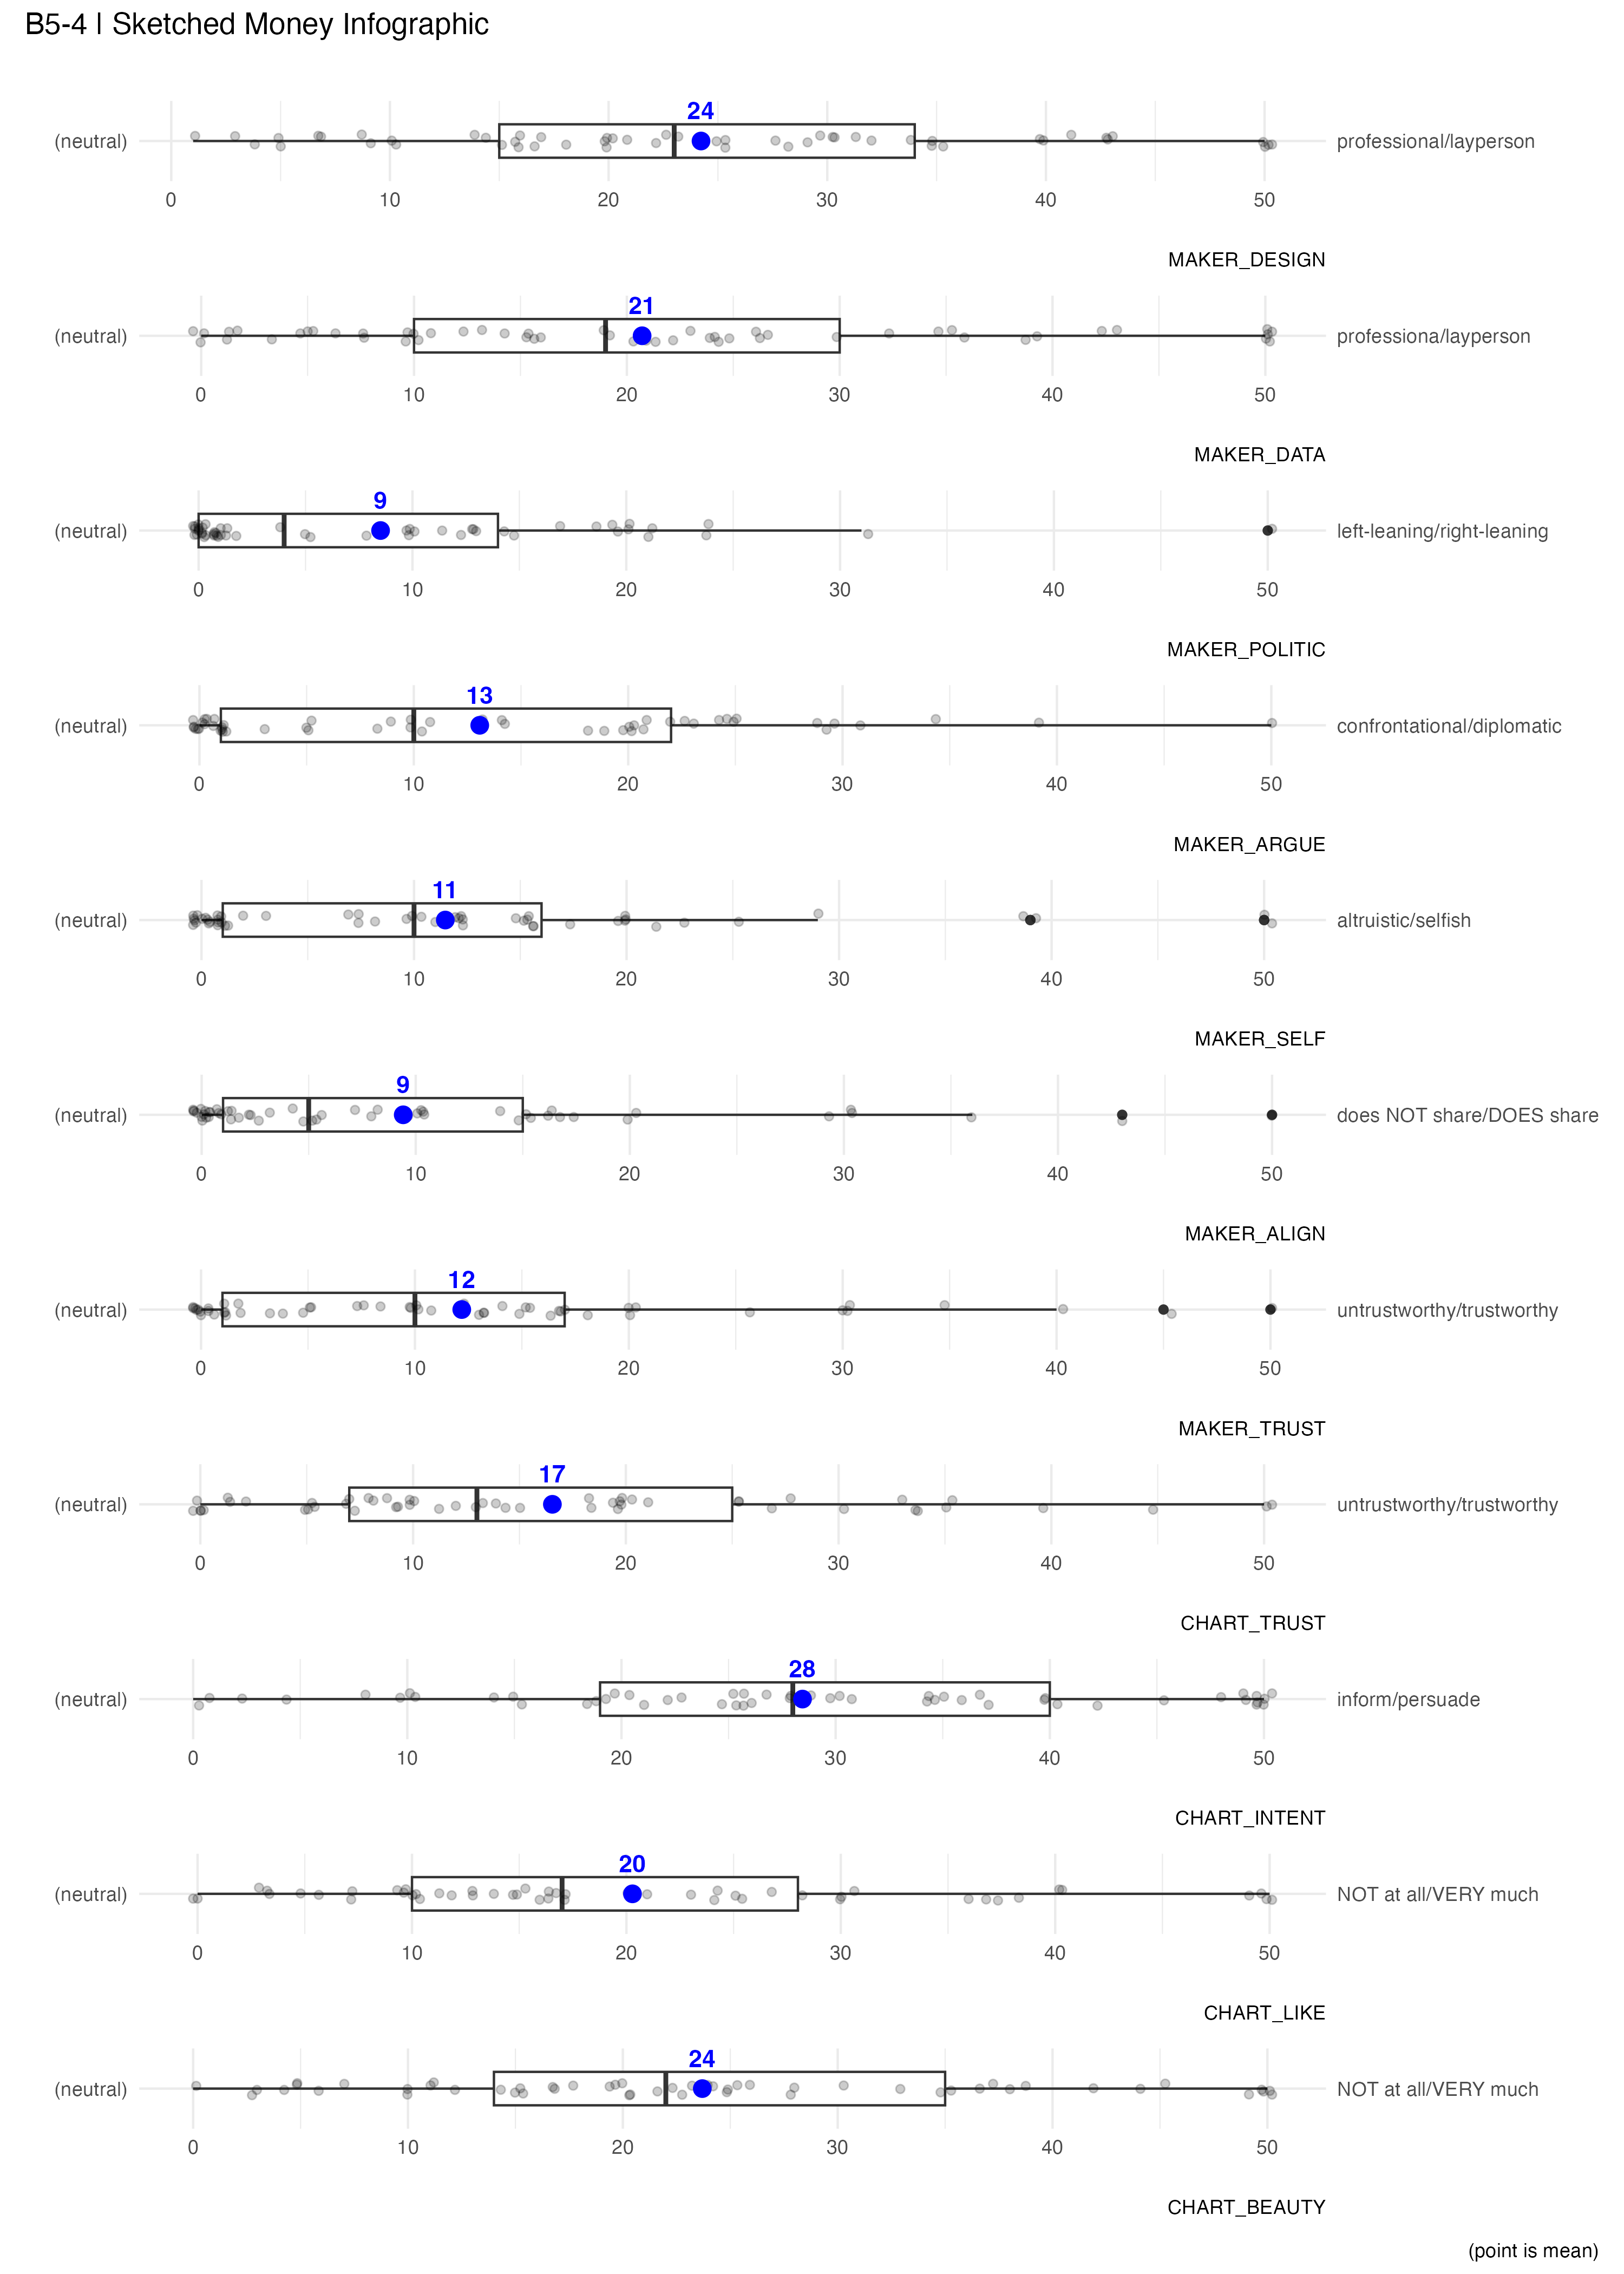 B5-4 | Sketched Money Infographic
24
(neutral) professional/layperson
0 10 20 30 40 50
MAKER_DESIGN
21
(neutral) professiona/layperson
0 10 20 30 40 50
MAKER_DATA
9
(neutral) left-leaning/right-leaning
0 10 20 30 40 50
MAKER_POLITIC
13
(neutral) confrontational/diplomatic
0 10 20 30 40 50
MAKER_ARGUE
11
(neutral) altruistic/selfish
0 10 20 30 40 50
MAKER_SELF
9
(neutral) does NOT share/DOES share
0 10 20 30 40 50
MAKER_ALIGN
12
(neutral) untrustworthy/trustworthy
0 10 20 30 40 50
MAKER_TRUST
17
(neutral) untrustworthy/trustworthy
0 10 20 30 40 50
CHART_TRUST
28
(neutral) inform/persuade
0 10 20 30 40 50
CHART_INTENT
20
(neutral) NOT at all/VERY much
0 10 20 30 40 50
CHART_LIKE
24
(neutral) NOT at all/VERY much
0 10 20 30 40 50
CHART_BEAUTY
(point is mean)